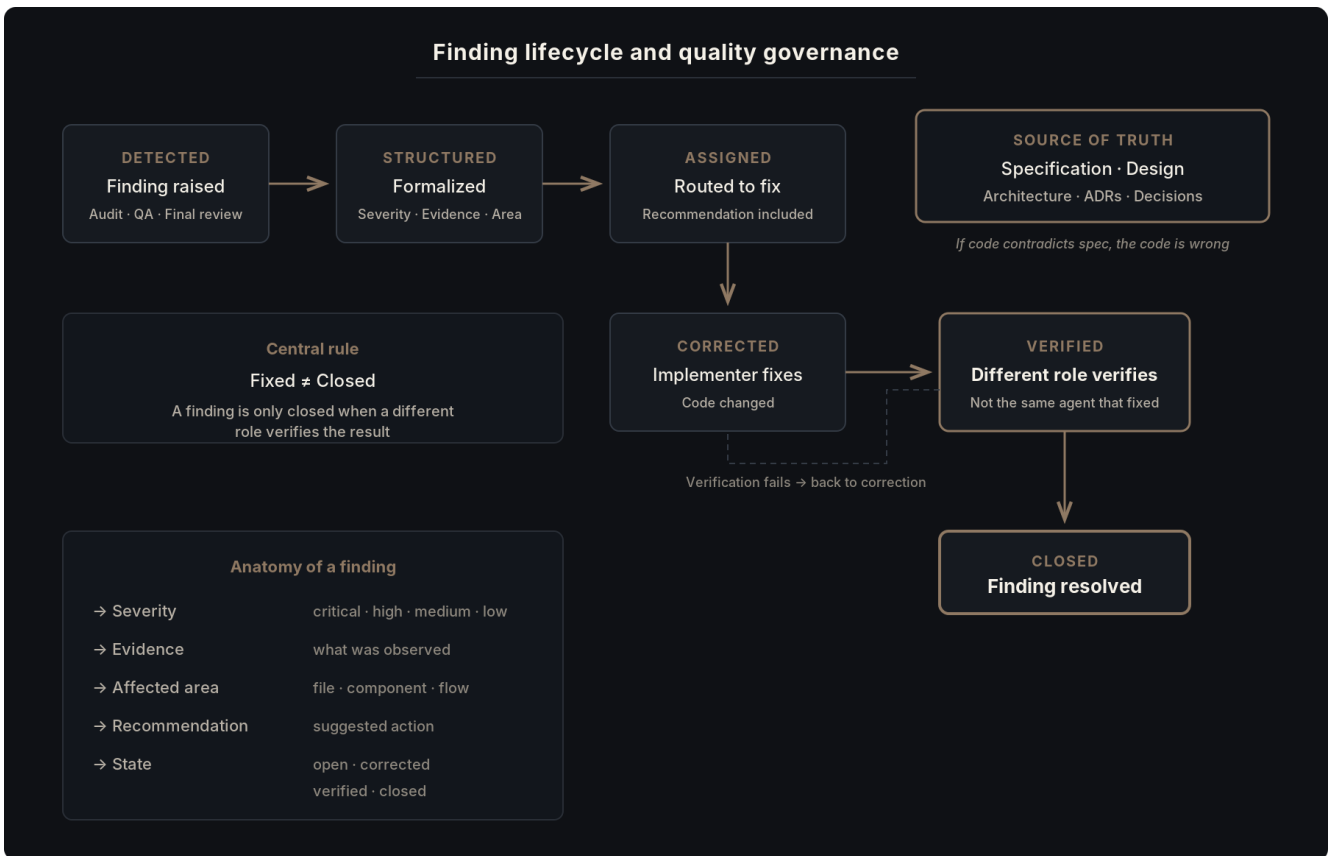 Finding lifecycle and quality governance
DETECTED
Finding raised
Audit · QA · Final review
STRUCTURED
Formalized
Severity · Evidence · Area
ASSIGNED
Routed to fix
Recommendation included
SOURCE OF TRUTH
Specification · Design
Architecture · ADRs · Decisions
If code contradicts spec, the code is wrong
Central rule
Fixed ≠ Closed
A finding is only closed when a different
role verifies the result
CORRECTED
Implementer fixes
Code changed
VERIFIED
Different role verifies
Not the same agent that fixed
Verification fails → back to correction
CLOSED
Finding resolved
Anatomy of a finding
→ Severity critical · high · medium · low
→ Evidence what was observed
→ Affected area file · component · flow
→ Recommendation suggested action
→ State open · corrected
verified · closed